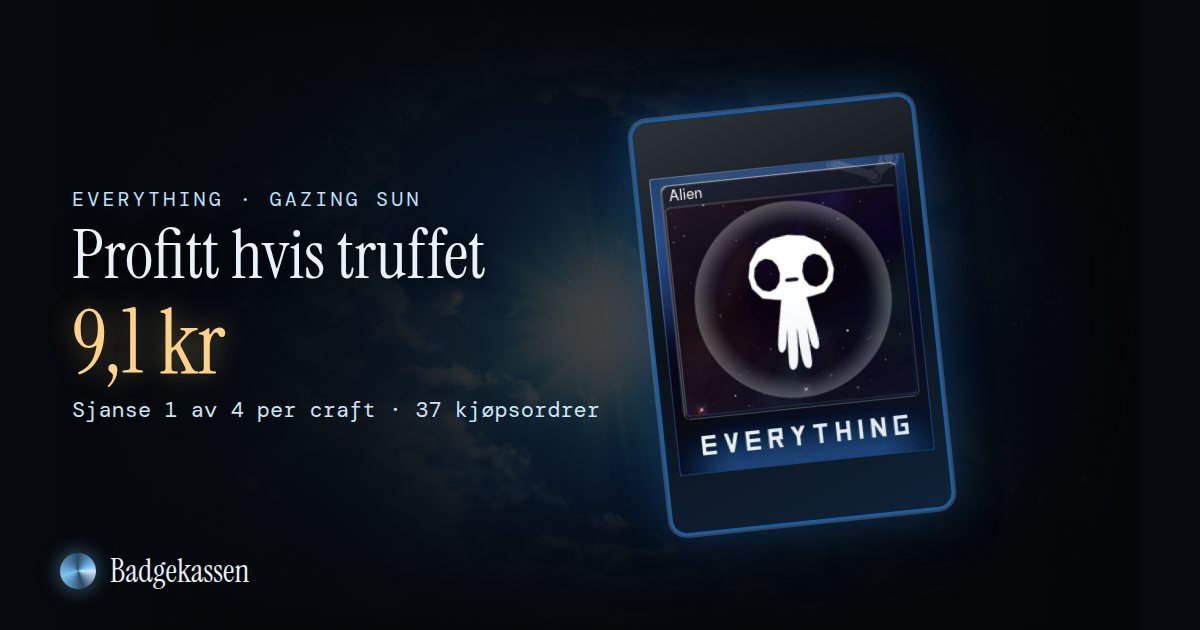 EVERYTHING · GAZING SUN
Profitt hvis truffet
9,1 kr
Sjanse 1 av 4 per craft · 37 kjøpsordrer
Alien
EVERYTHING
Badgekassen